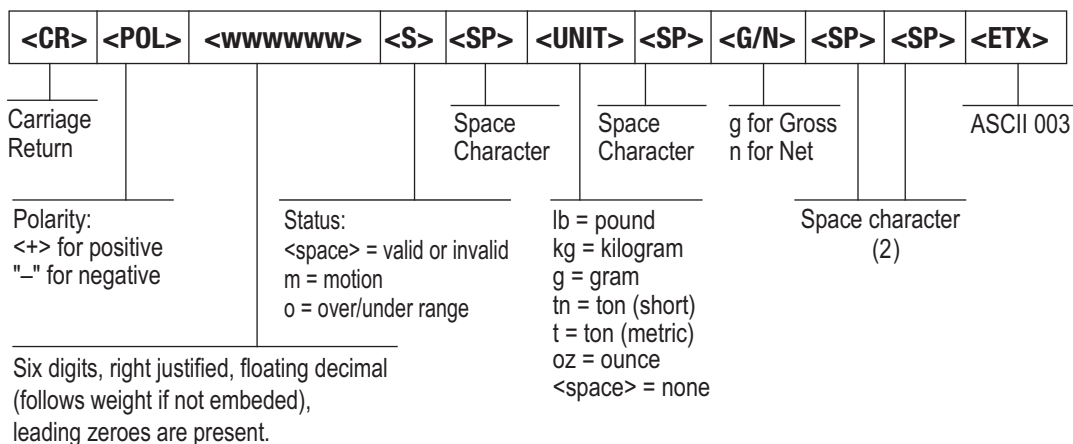 <CR> <POL> <wwwwww> <S> <SP> <UNIT> <SP> <G/N> <SP> <SP> <ETX>
Carriage
Return
Space
Character
Space
Character
g for Gross
n for Net
ASCII 003
Polarity:
<+> for positive
"–" for negative
Status:
<space> = valid or invalid
m = motion
o = over/under range
lb = pound
kg = kilogram
g = gram
tn = ton (short)
t = ton (metric)
oz = ounce
<space> = none
Space character
(2)
Six digits, right justified, floating decimal
(follows weight if not embeded),
leading zeroes are present.